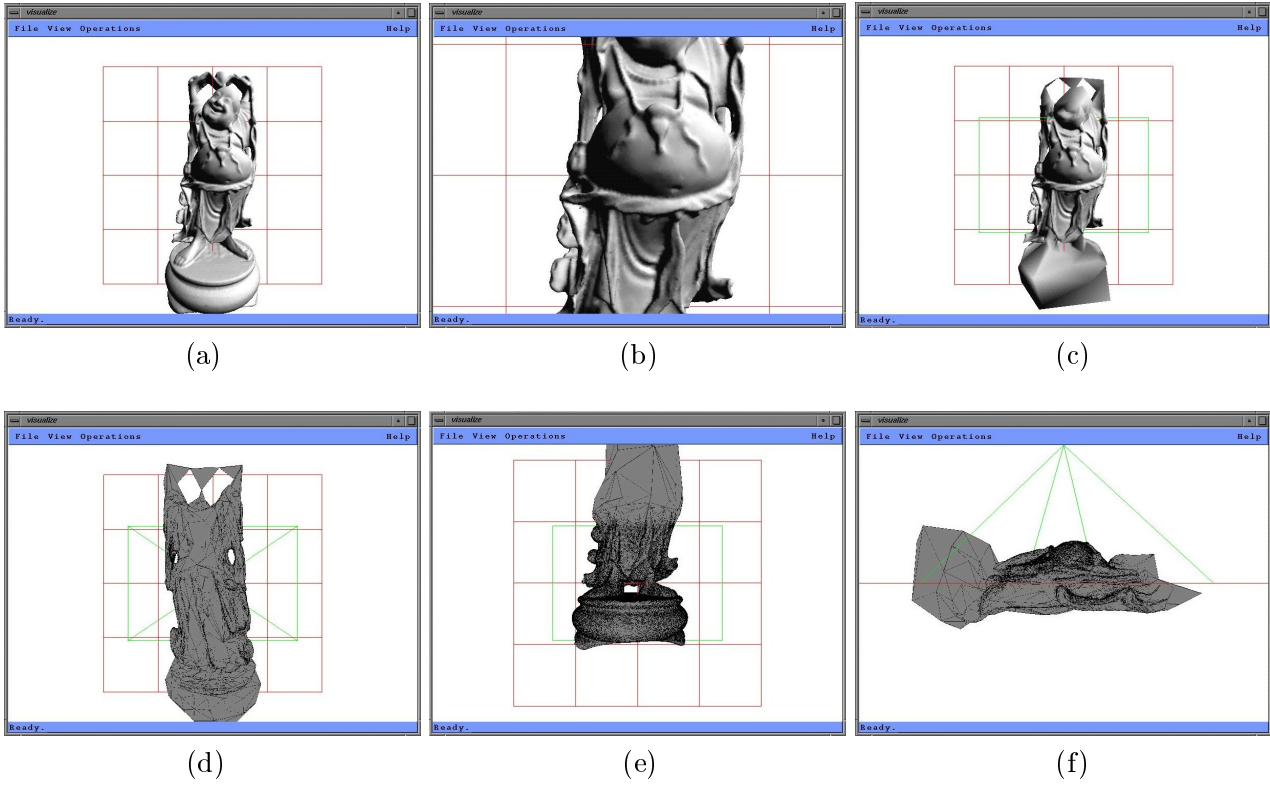 visualize
File View Operations Help
Ready.
(a)
visualize
File View Operations Help
Ready.
(b)
visualize
File View Operations Help
Ready.
(c)
visualize
File View Operations Help
Ready.
(d)
visualize
File View Operations Help
Ready.
(e)
visualize
File View Operations Help
Ready.
(f)